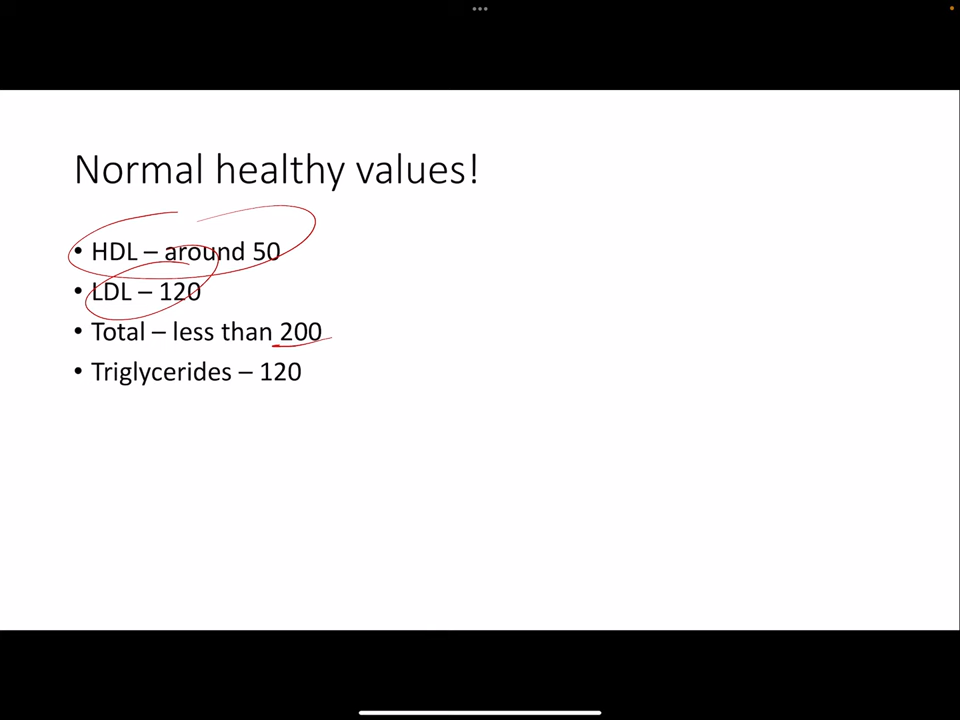 Normal healthy values!
• HDL – around 50
• LDL – 120
• Total – less than 200
• Triglycerides – 120